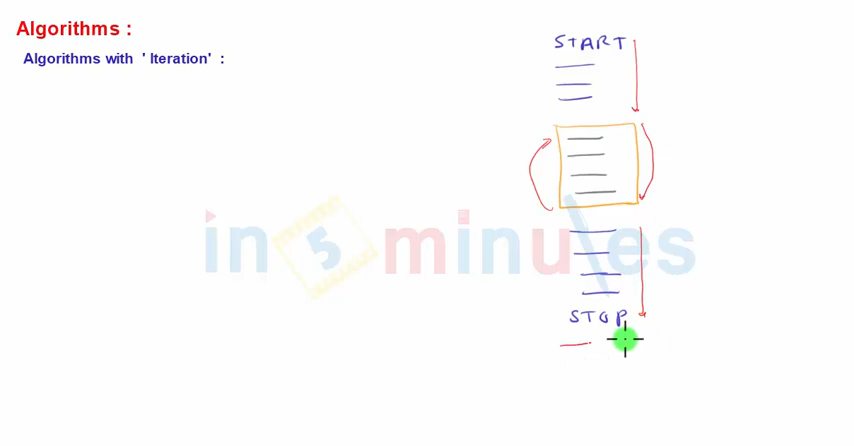 Algorithms :
Algorithms with ' Iteration' :
START
in 5 minutes
STOP